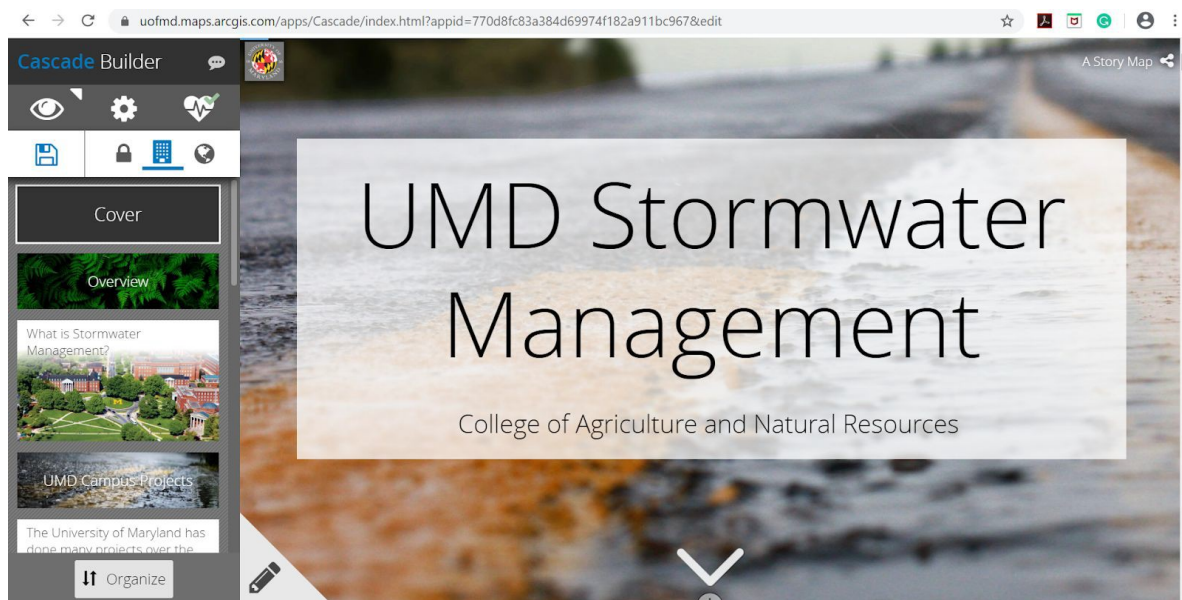 uofmd.maps.arcgis.com/apps/Cascade/index.html?appid=770d8fc83a384d69974f182a911bc967&edit
Cascade Builder
A Story Map
Cover
Overview
What is Stormwater
Management?
UMD Campus Projects
The University of Maryland has
done many projects over the
Organize
UMD Stormwater
Management
College of Agriculture and Natural Resources